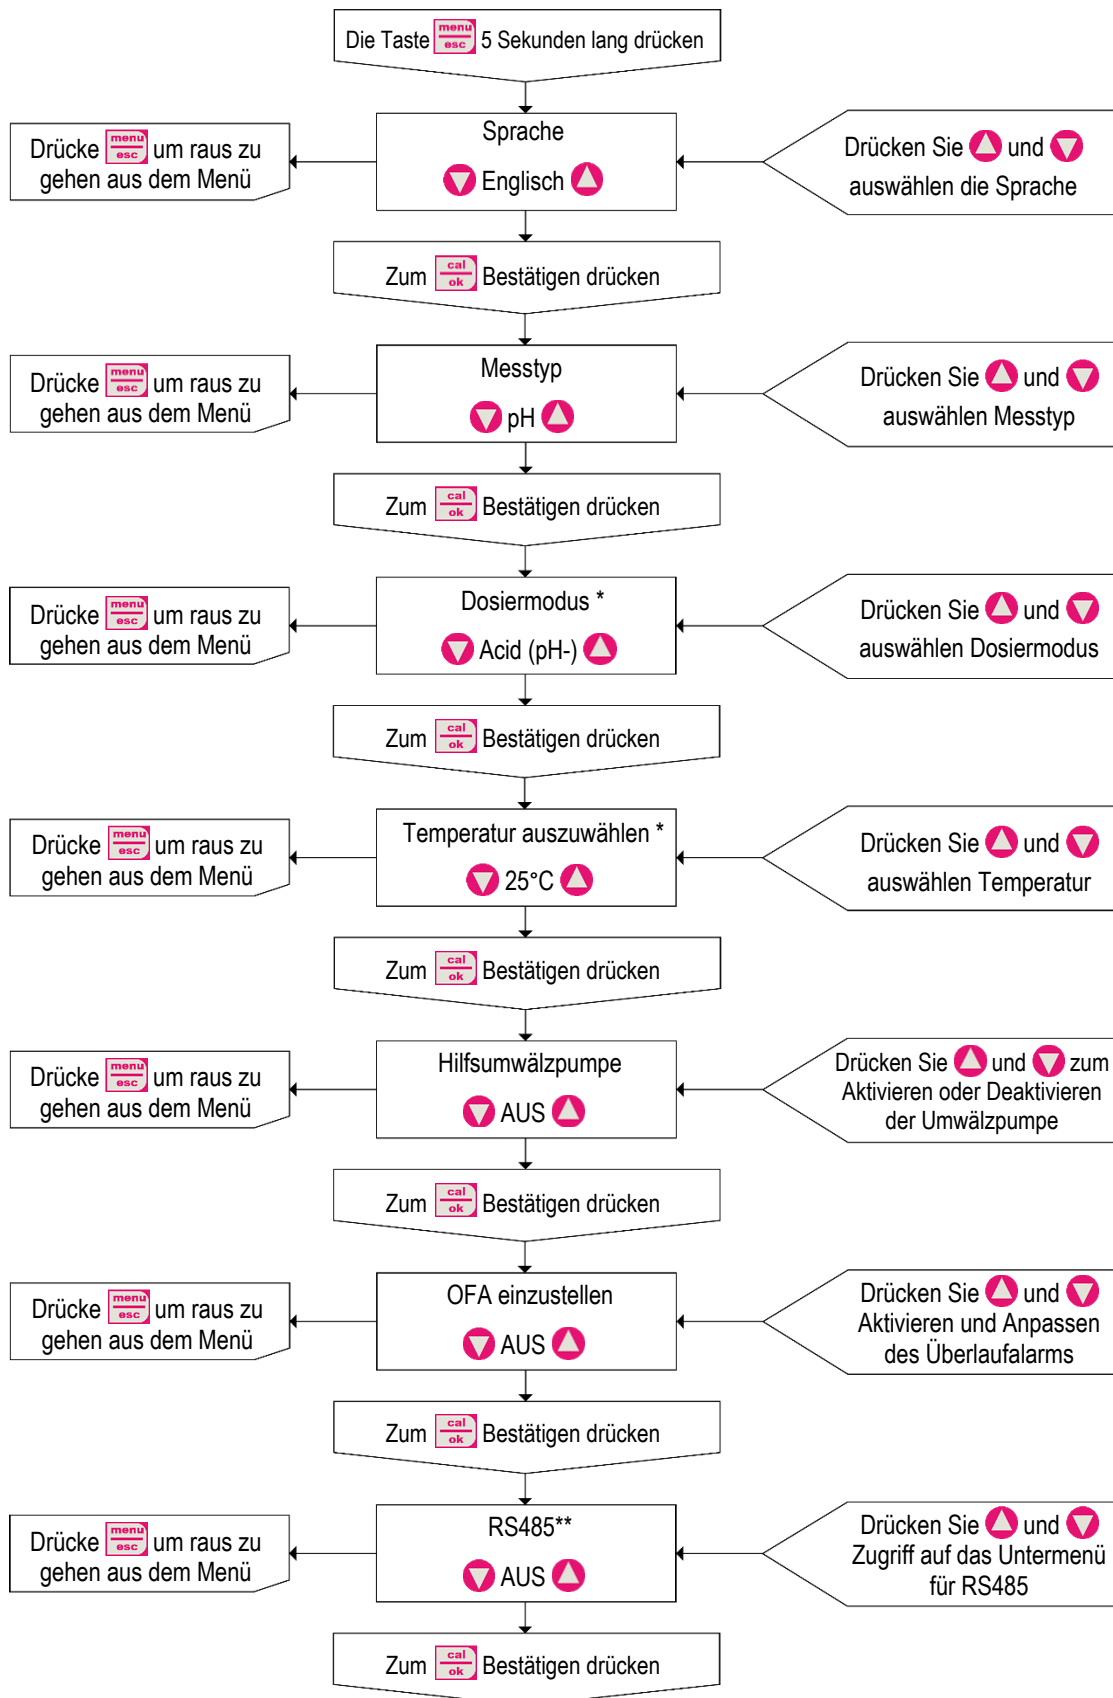 Die Taste menu esc 5 Sekunden lang drücken
Sprache
Englisch
Drücke menu esc um raus zu
gehen aus dem Menü
Drücken Sie und
auswählen die Sprache
Zum cal ok Bestätigen drücken
Messtyp
pH
Drücke menu esc um raus zu
gehen aus dem Menü
Drücken Sie und
auswählen Messtyp
Zum cal ok Bestätigen drücken
Dosiermodus *
Acid (pH-)
Drücke menu esc um raus zu
gehen aus dem Menü
Drücken Sie und
auswählen Dosiermodus
Zum cal ok Bestätigen drücken
Temperatur auszuwählen *
25°C
Drücke menu esc um raus zu
gehen aus dem Menü
Drücken Sie und
auswählen Temperatur
Zum cal ok Bestätigen drücken
Hilfsumwälzpumpe
AUS
Drücke menu esc um raus zu
gehen aus dem Menü
Drücken Sie und zum
Aktivieren oder Deaktivieren
der Umwälzpumpe
Zum cal ok Bestätigen drücken
OFA einzustellen
AUS
Drücke menu esc um raus zu
gehen aus dem Menü
Drücken Sie und
Aktivieren und Anpassen
des Überlaufalarms
Zum cal ok Bestätigen drücken
RS485**
AUS
Drücke menu esc um raus zu
gehen aus dem Menü
Drücken Sie und
Zugriff auf das Untermenü
für RS485
Zum cal ok Bestätigen drücken